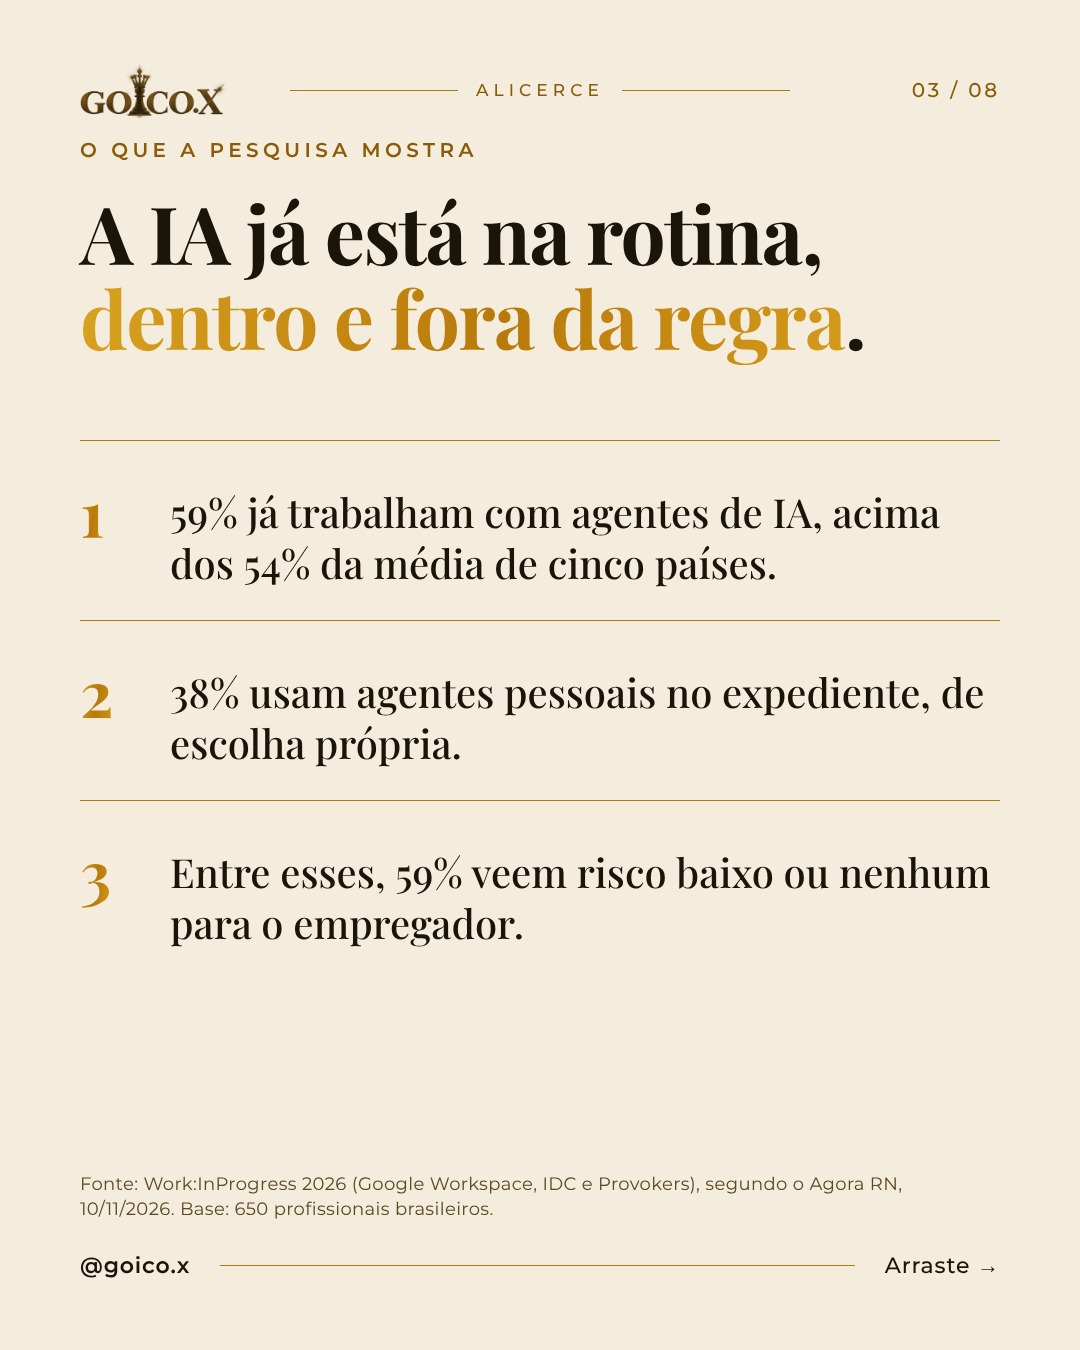 GOICO.X
ALICERCE
03 / 08
O QUE A PESQUISA MOSTRA
A IA já está na rotina,
dentro e fora da regra.
1
59% já trabalham com agentes de IA, acima
dos 54% da média de cinco países.
2
38% usam agentes pessoais no expediente, de
escolha própria.
3
Entre esses, 59% veem risco baixo ou nenhum
para o empregador.
Fonte: Work:InProgress 2026 (Google Workspace, IDC e Provokers), segundo o Agora RN,
10/11/2026. Base: 650 profissionais brasileiros.
@goico.x
Arraste →